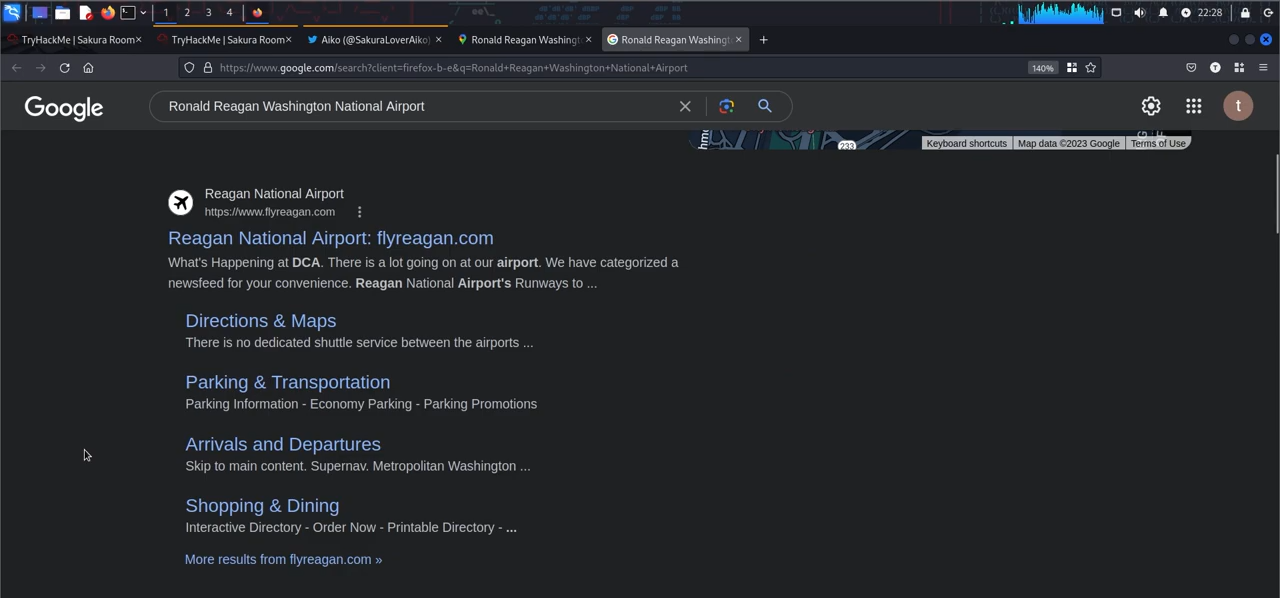 1 2 3 4
22:28
TryHackMe | Sakura Room
TryHackMe | Sakura Room
Aiko (@SakuraLoverAiko)
Ronald Reagan Washingt
Ronald Reagan Washingt
https://www.google.com/search?client=firefox-b-e&q=Ronald+Reagan+Washington+National+Airport
140%
Google
Ronald Reagan Washington National Airport
t
233
Keyboard shortcuts
Map data ©2023 Google
Terms of Use
Reagan National Airport
https://www.flyreagan.com
Reagan National Airport: flyreagan.com
What's Happening at DCA. There is a lot going on at our airport. We have categorized a
newsfeed for your convenience. Reagan National Airport's Runways to ...
Directions & Maps
There is no dedicated shuttle service between the airports ...
Parking & Transportation
Parking Information - Economy Parking - Parking Promotions
Arrivals and Departures
Skip to main content. Supernav. Metropolitan Washington ...
Shopping & Dining
Interactive Directory - Order Now - Printable Directory - ...
More results from flyreagan.com »